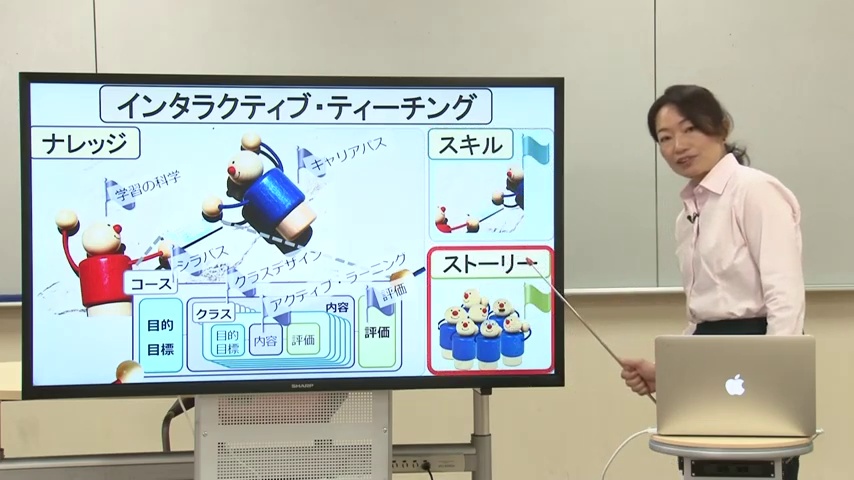 インタラクティブ・ティーチング
ナレッジ
学習の科学
キャリアパス
シラバス
クラスデザイン
アクティブ・ラーニング
評価
コース
目的
目標
クラス
目的
目標
内容
評価
内容
評価
スキル
ストーリー
SHARP